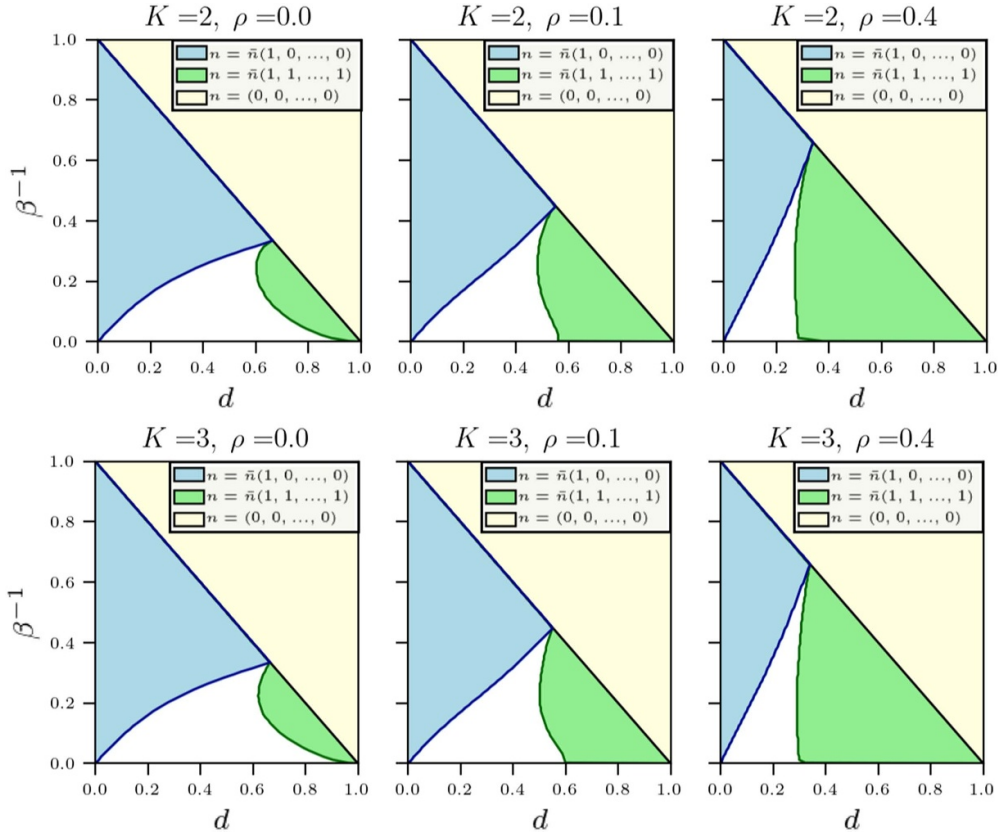 K =2, ρ =0.0
1.0
0.8
0.6
0.4
0.2
0.0
β⁻¹
n = n̄(1, 0, ..., 0)
n = n̄(1, 1, ..., 1)
n = (0, 0, ..., 0)
0.0 0.2 0.4 0.6 0.8 1.0
d
K =2, ρ =0.1
n = n̄(1, 0, ..., 0)
n = n̄(1, 1, ..., 1)
n = (0, 0, ..., 0)
0.0 0.2 0.4 0.6 0.8 1.0
d
K =2, ρ =0.4
n = n̄(1, 0, ..., 0)
n = n̄(1, 1, ..., 1)
n = (0, 0, ..., 0)
0.0 0.2 0.4 0.6 0.8 1.0
d
K =3, ρ =0.0
1.0
0.8
0.6
0.4
0.2
0.0
β⁻¹
n = n̄(1, 0, ..., 0)
n = n̄(1, 1, ..., 1)
n = (0, 0, ..., 0)
0.0 0.2 0.4 0.6 0.8 1.0
d
K =3, ρ =0.1
n = n̄(1, 0, ..., 0)
n = n̄(1, 1, ..., 1)
n = (0, 0, ..., 0)
0.0 0.2 0.4 0.6 0.8 1.0
d
K =3, ρ =0.4
n = n̄(1, 0, ..., 0)
n = n̄(1, 1, ..., 1)
n = (0, 0, ..., 0)
0.0 0.2 0.4 0.6 0.8 1.0
d